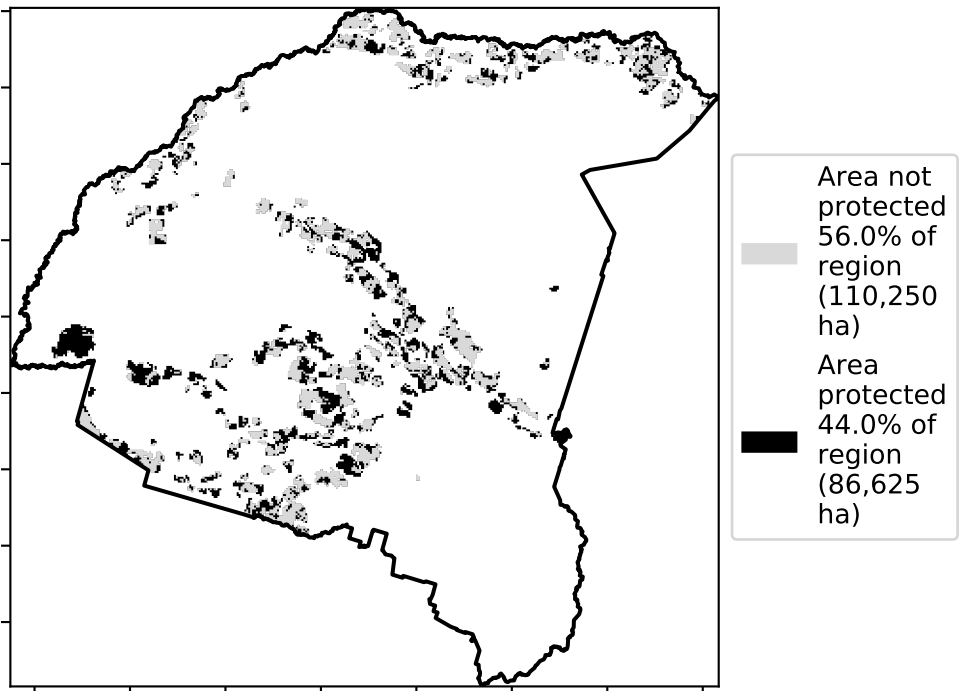 Area not
protected
56.0% of
region
(110,250
ha)
Area
protected
44.0% of
region
(86,625
ha)